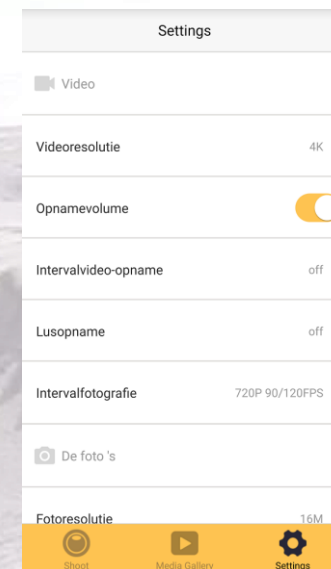 Settings
Video
Videoresolutie 4K
Opnamevolume
Intervalvideo-opname off
Lusopname off
Intervalfotografie 720P 90/120FPS
De foto 's
Fotoresolutie 16M
Shoot Media Gallery Settings